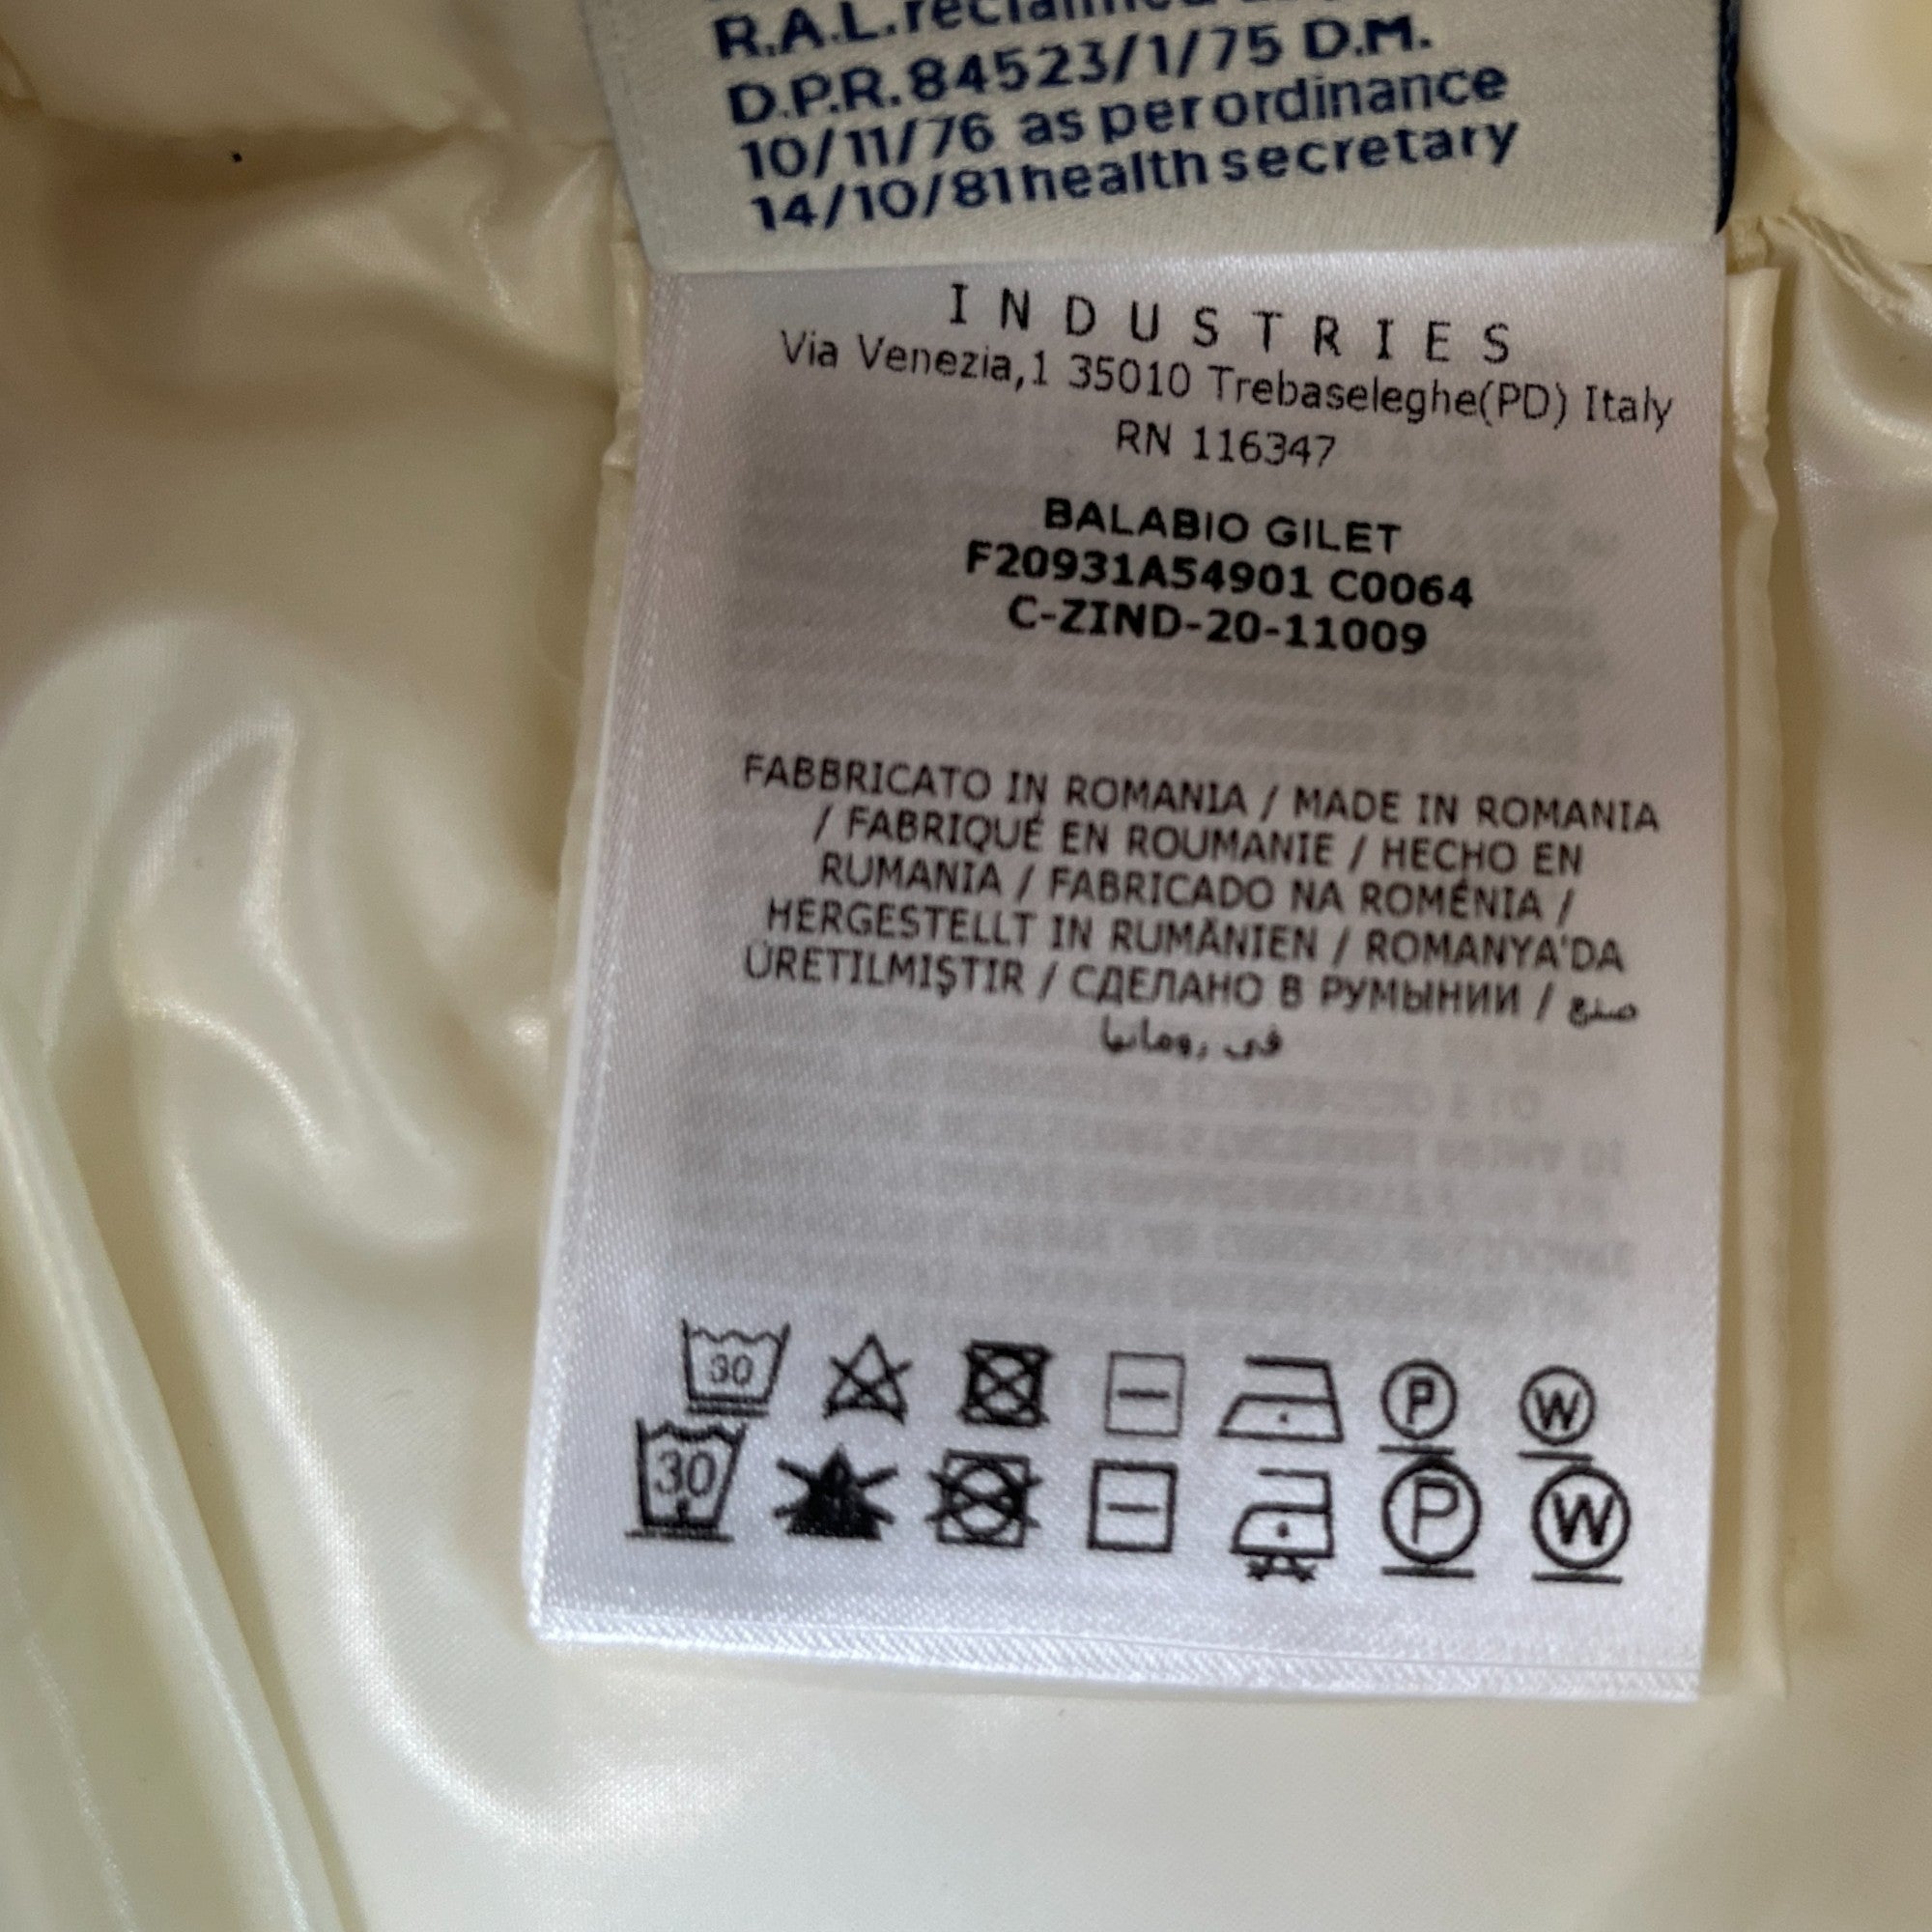 R.A.L.reclaimed
D.P.R.84523/1/75 D.M.
10/11/76 as per ordinance
14/10/81 health secretary
INDUSTRIES
Via Venezia,1 35010 Trebaseleghe(PD) Italy
RN 116347
BALABIO GILET
F20931A54901 C0064
C-ZIND-20-11009
FABBRICATO IN ROMANIA / MADE IN ROMANIA
/ FABRIQUÉ EN ROUMANIE / HECHO EN
RUMANIA / FABRICADO NA ROMÉNIA /
HERGESTELLT IN RUMÄNIEN / ROMANYA'DA
ÜRETILMIŞTIR / СДЕЛАНО В РУМЫНИИ / صنع
في رومانيا
30 P W
30 P W